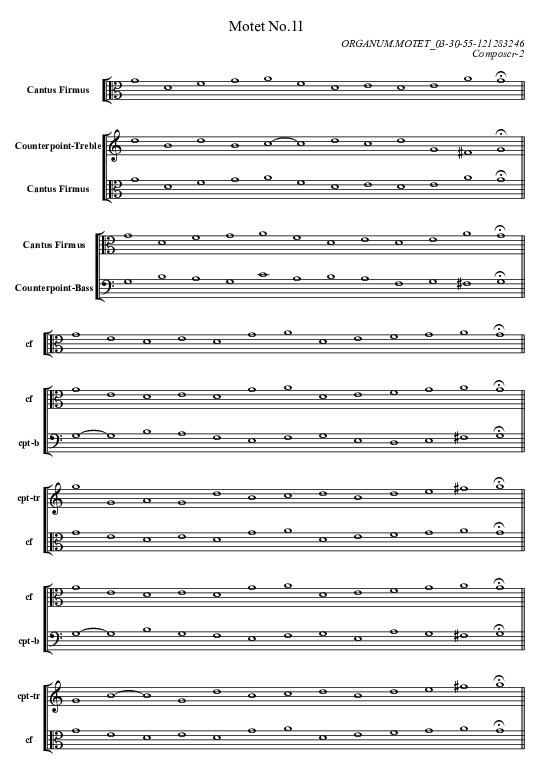 Motet No.11
ORGANUM.MOTET_03-30-55-121283246
Composer-2
Cantus Firmus
Counterpoint-Treble
Cantus Firmus
Cantus Firmus
Counterpoint-Bass
cf
cf
cpt-b
cpt-tr
cf
cf
cpt-b
cpt-tr
cf